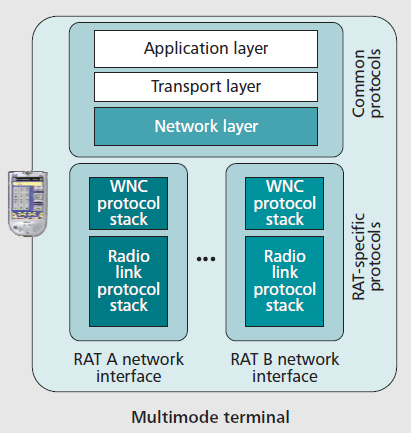 Application layer
Transport layer
Network layer
Common
protocols
WNC
protocol
stack
Radio
link
protocol
stack
RAT A network
interface
...
WNC
protocol
stack
Radio
link
protocol
stack
RAT B network
interface
RAT-specific
protocols
Multimode terminal